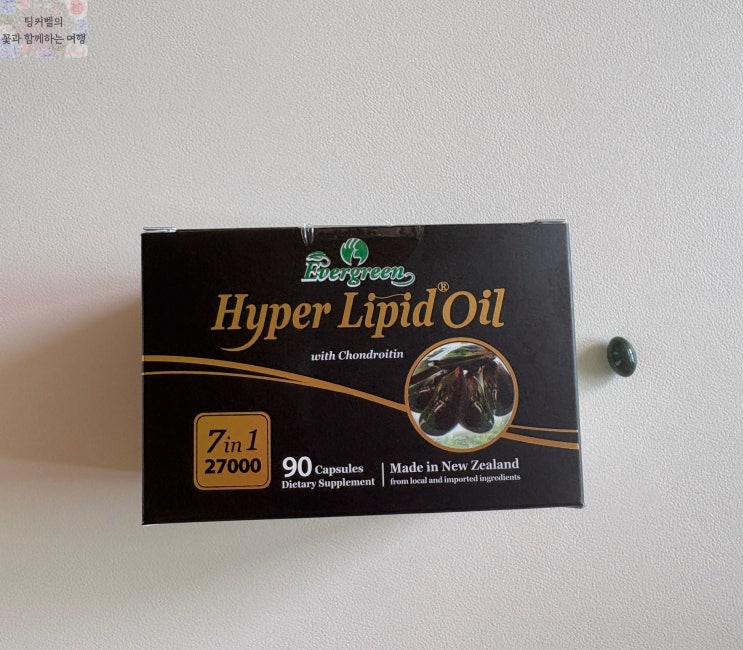 팅커벨의
꽃과 함께하는 여행
Evergreen
Hyper Lipid® Oil
with Chondroitin
7 in 1
27000
90 Capsules
Dietary Supplement
Made in New Zealand
from local and imported ingredients